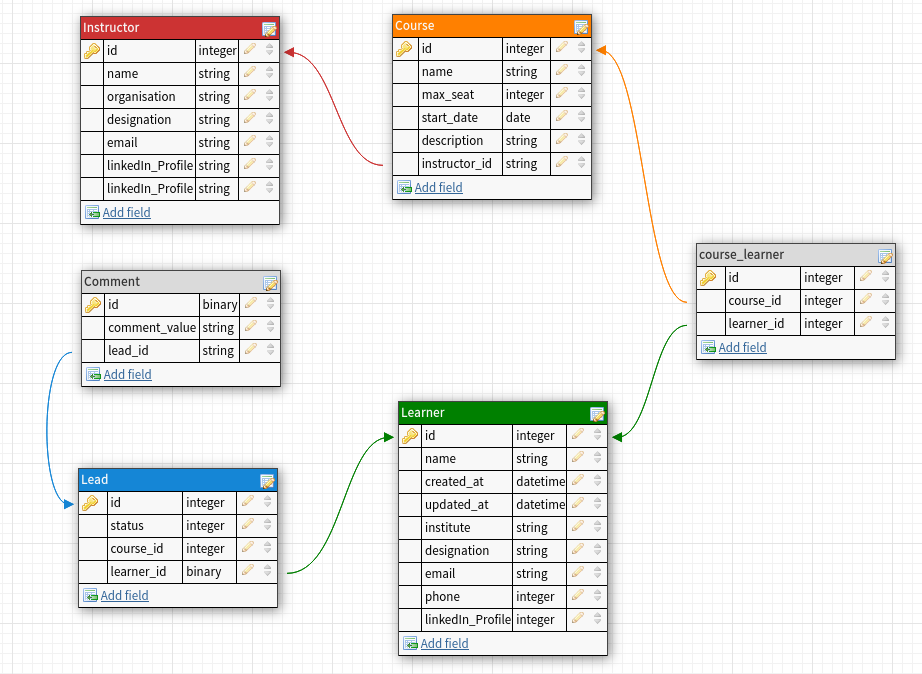 Instructor
id integer
name string
organisation string
designation string
email string
linkedIn_Profile string
linkedIn_Profile string
Add field
Course
id integer
name string
max_seat integer
start_date date
description string
instructor_id string
Add field
course_learner
id integer
course_id integer
learner_id integer
Add field
Comment
id binary
comment_value string
lead_id string
Add field
Learner
id integer
name string
created_at datetime
updated_at datetime
institute string
designation string
email string
phone integer
linkedIn_Profile integer
Add field
Lead
id integer
status integer
course_id integer
learner_id binary
Add field